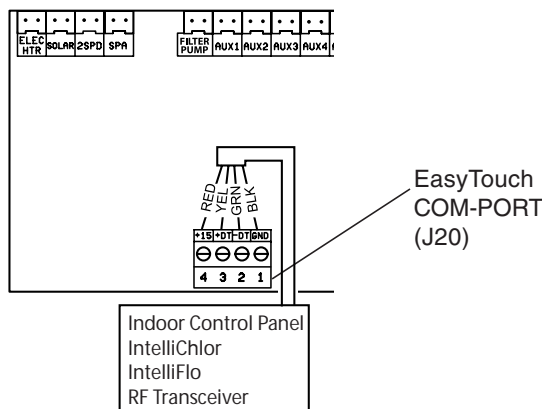 ELEC HTR SOLAR 2SPD SPA FILTER PUMP AUX1 AUX2 AUX3 AUX4
RED YEL GRN BLK
EasyTouch
COM-PORT
(J20)
+15 +DT -DT GND
4 3 2 1
Indoor Control Panel
IntelliChlor
IntelliFlo
RF Transceiver